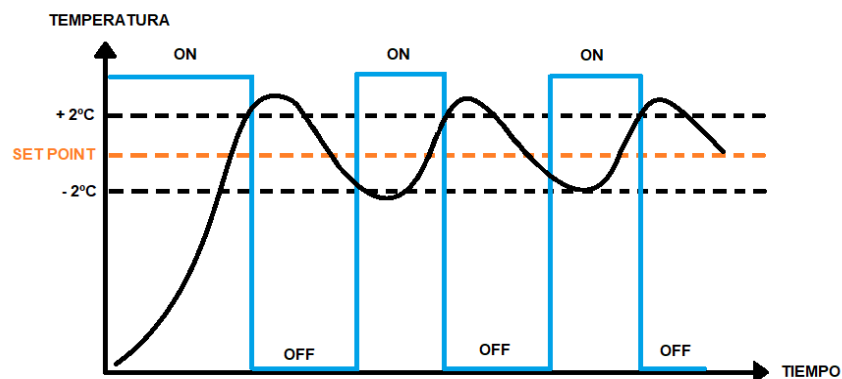 TEMPERATURA
ON
ON
ON
+ 2ºC
SET POINT
- 2ºC
OFF
OFF
OFF
TIEMPO